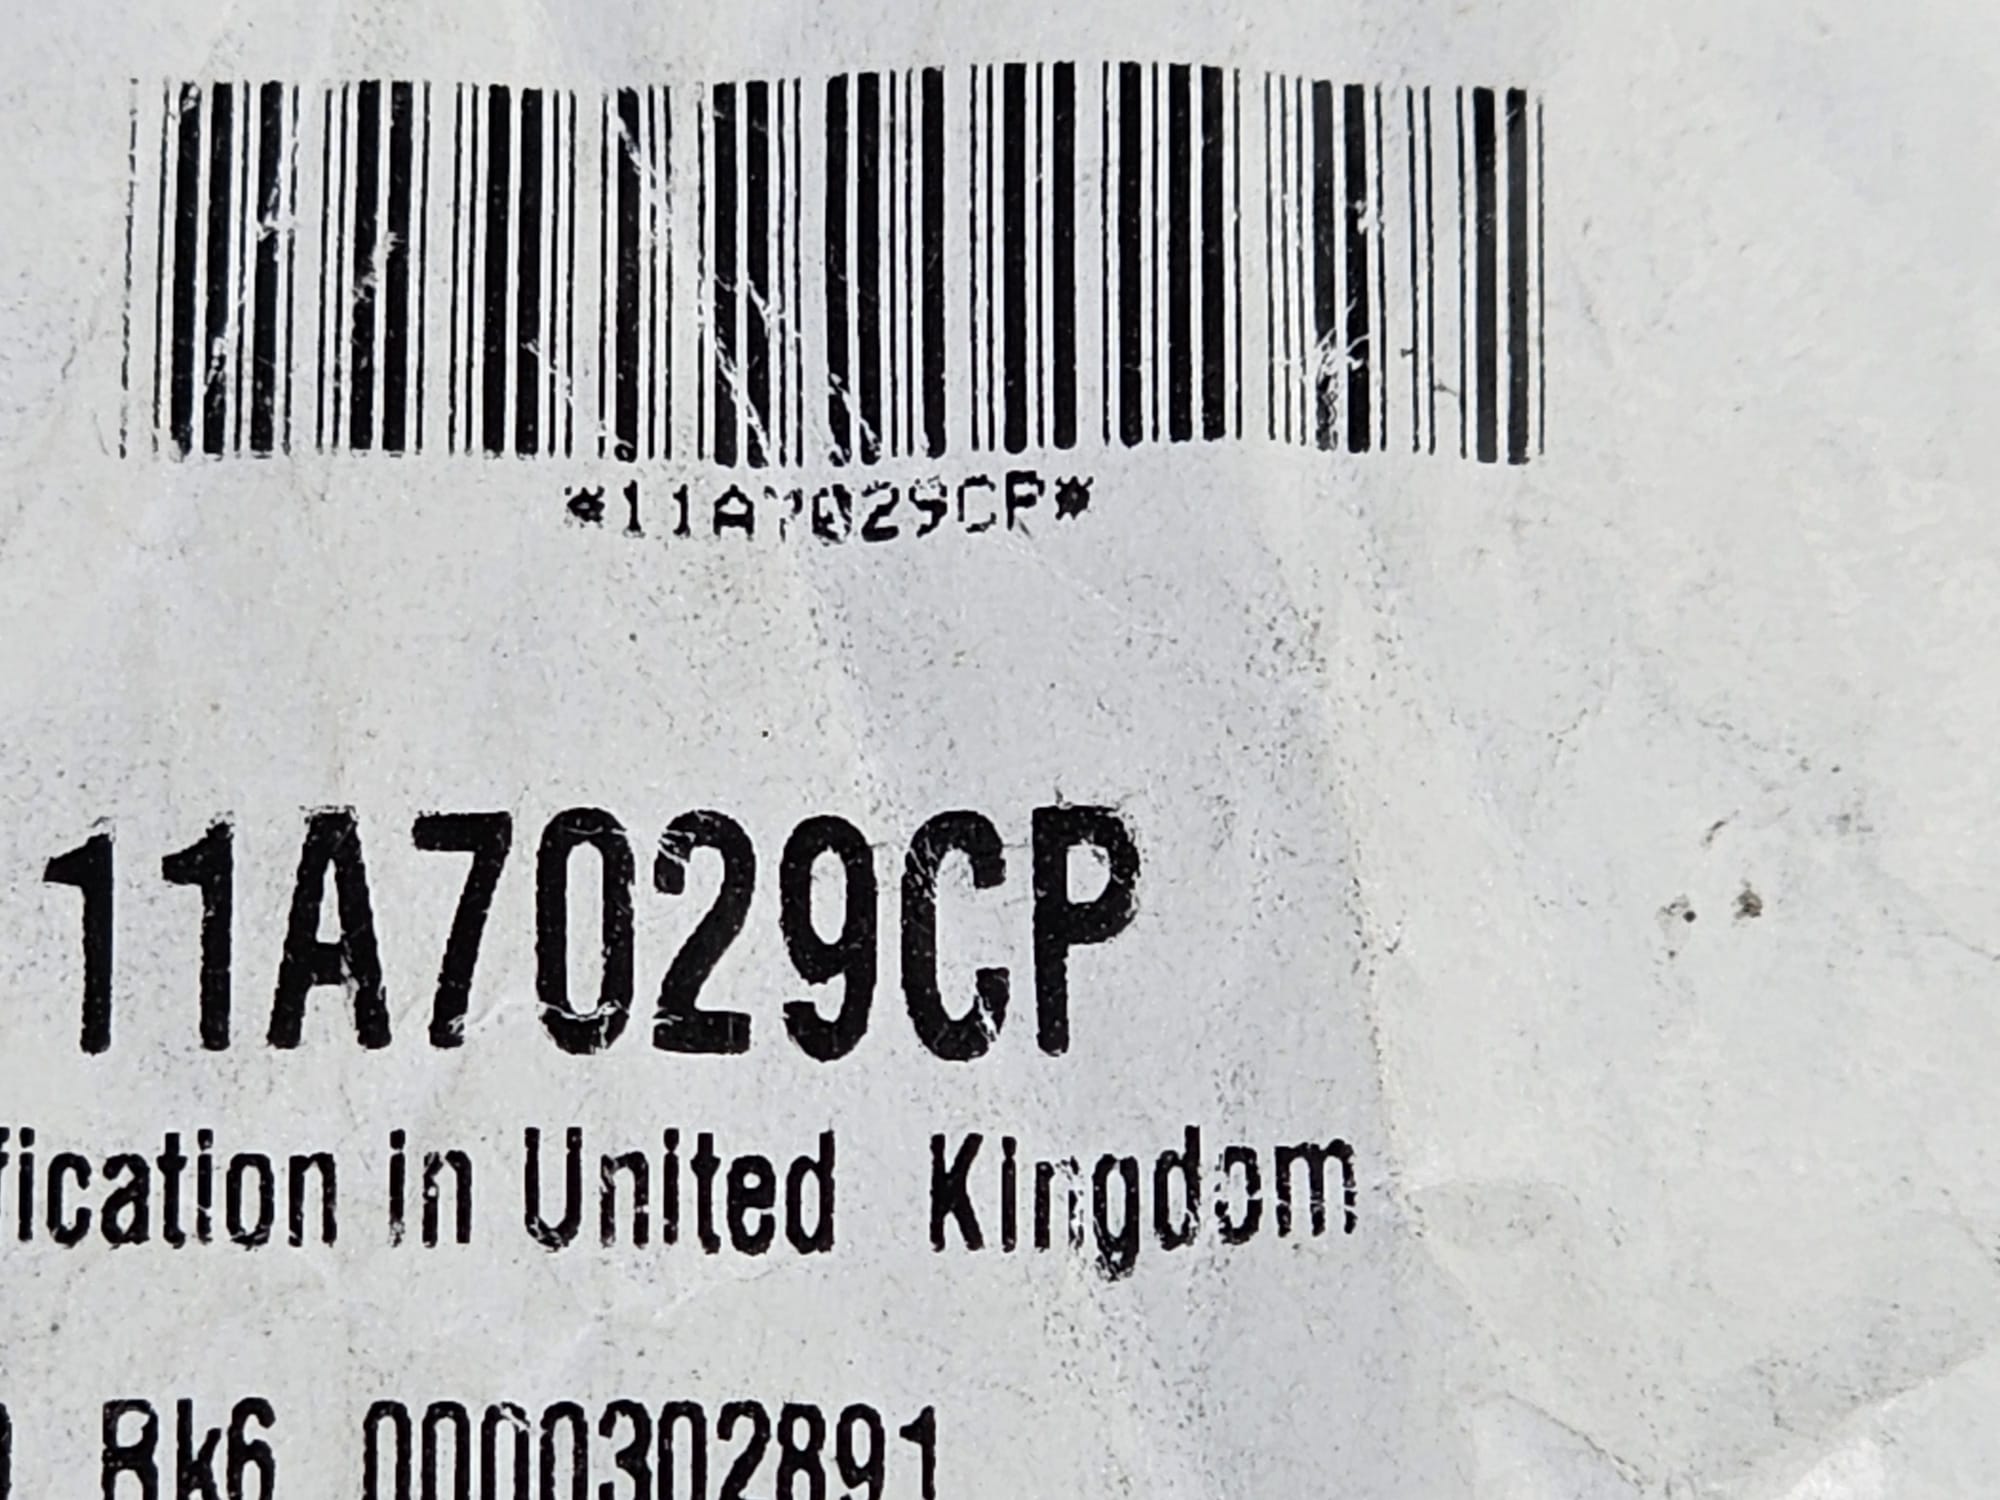 *11A7029CP*
11A7029CP
fication in United Kingdom
Bk6 0000302891